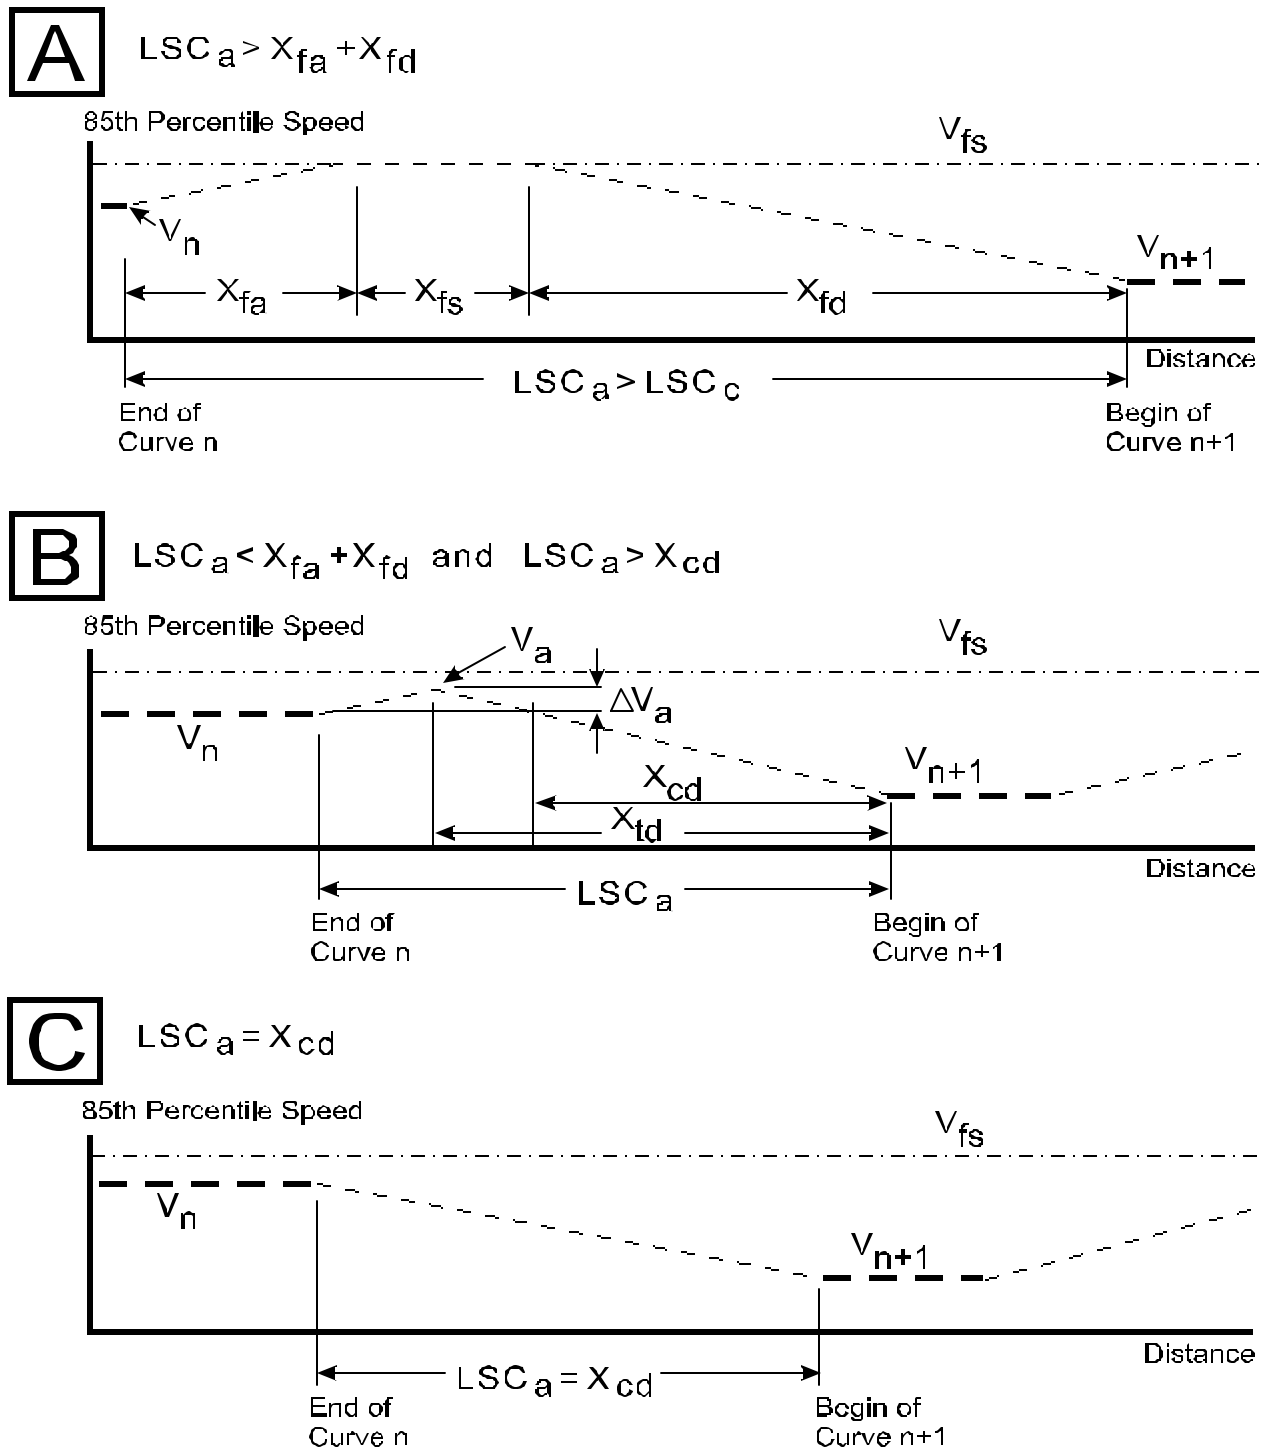 A LSCa > Xfa + Xfd
85th Percentile Speed
Vfs
Vn
Vn+1
Xfa Xfs Xfd
Distance
LSCa > LSCc
End of Begin of
Curve n Curve n+1
B LSCa < Xfa + Xfd and LSCa > Xcd
85th Percentile Speed
Va
Vfs
ΔVa
Vn
Vn+1
Xcd
Xtd
Distance
LSCa
End of Begin of
Curve n Curve n+1
C LSCa = Xcd
85th Percentile Speed
Vfs
Vn
Vn+1
Distance
LSCa = Xcd
End of Begin of
Curve n Curve n+1